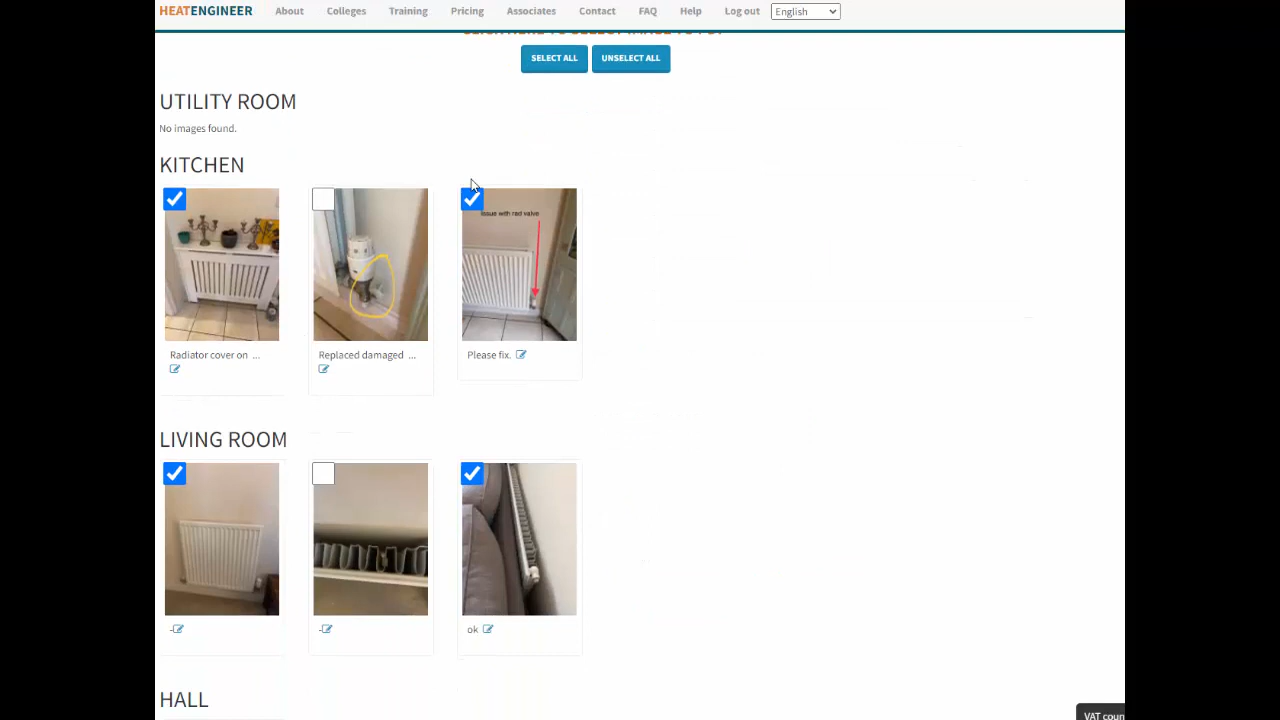 HEATENGINEER About Colleges Training Pricing Associates Contact FAQ Help Log out English
SELECT ALL UNSELECT ALL
UTILITY ROOM
No images found.
KITCHEN
Issue with rad valve
Radiator cover on ...
Replaced damaged ...
Please fix.
LIVING ROOM
-
-
ok
HALL
VAT coun